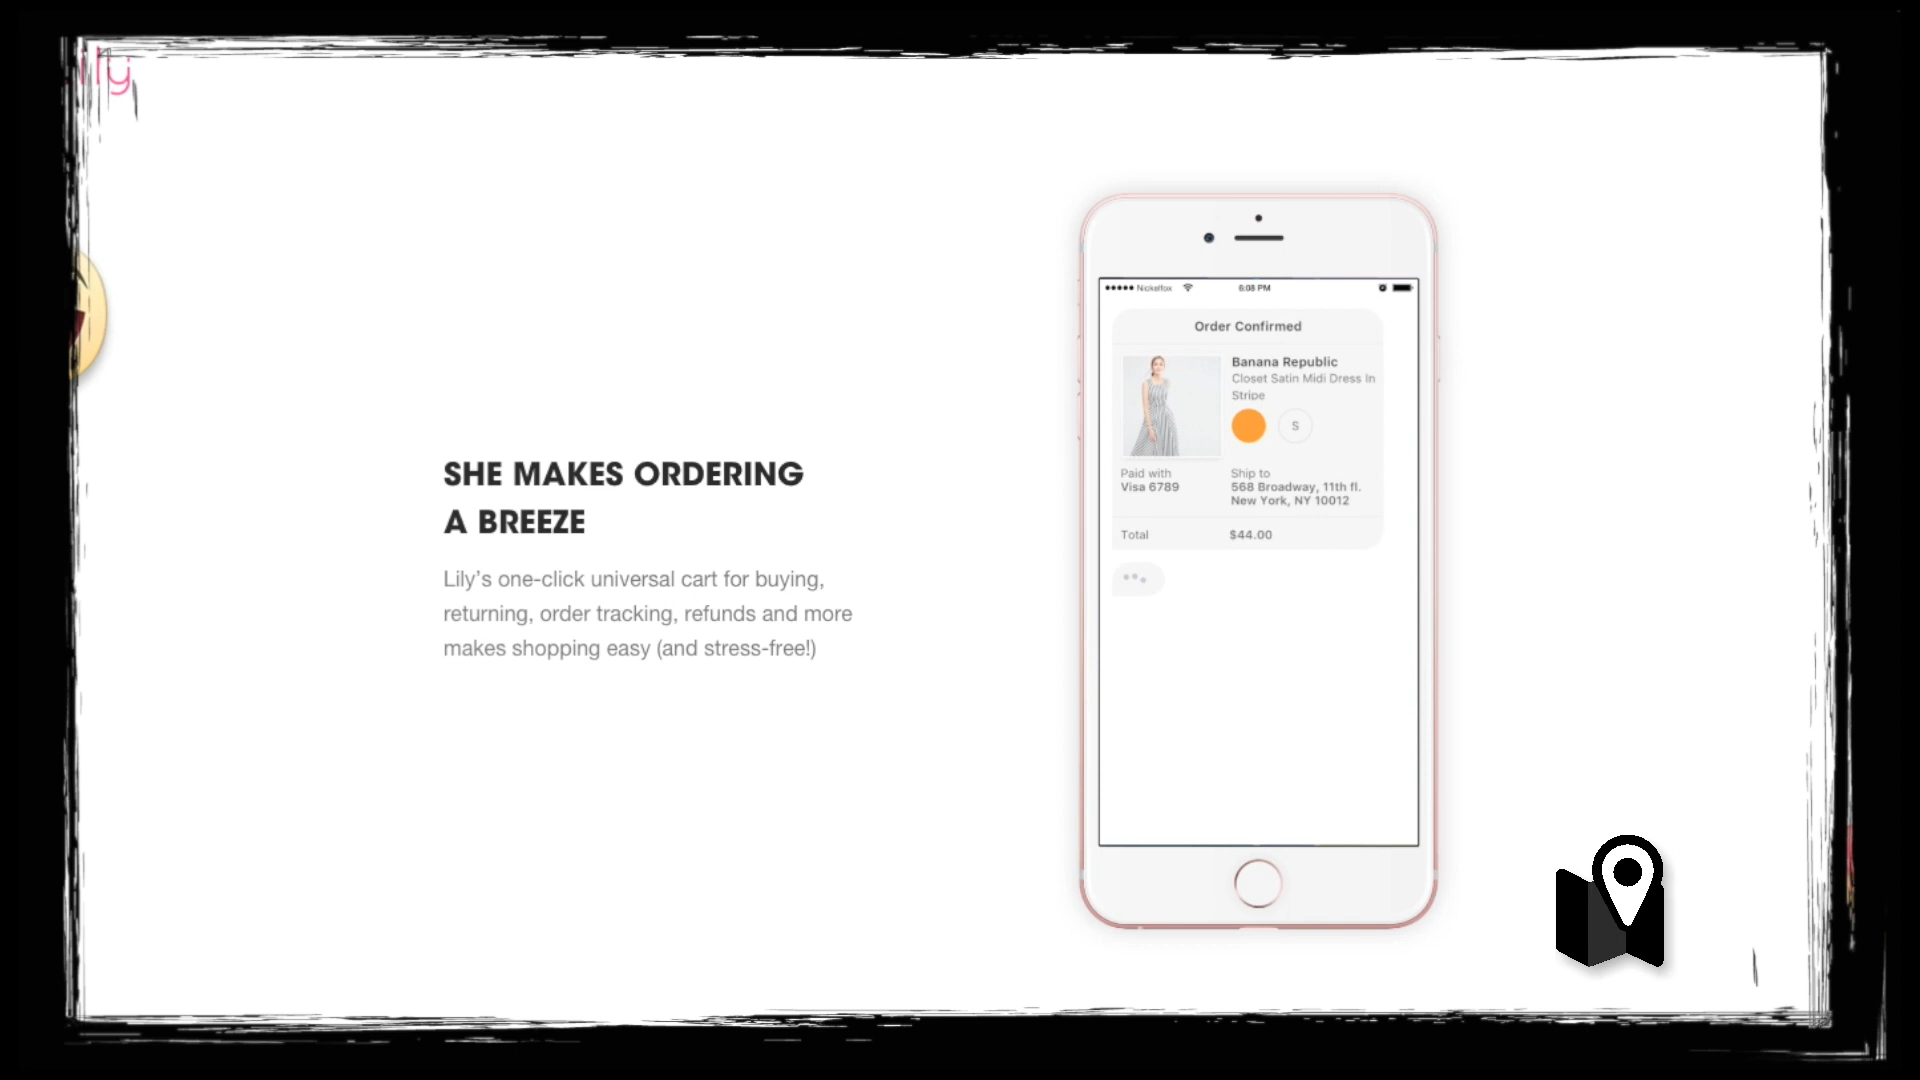 ily
SHE MAKES ORDERING
A BREEZE
Lily's one-click universal cart for buying,
returning, order tracking, refunds and more
makes shopping easy (and stress-free!)
Nickelfox
6:08 PM
Order Confirmed
Banana Republic
Closet Satin Midi Dress In
Stripe
S
Paid with
Visa 6789
Ship to
568 Broadway, 11th fl.
New York, NY 10012
Total
$44.00